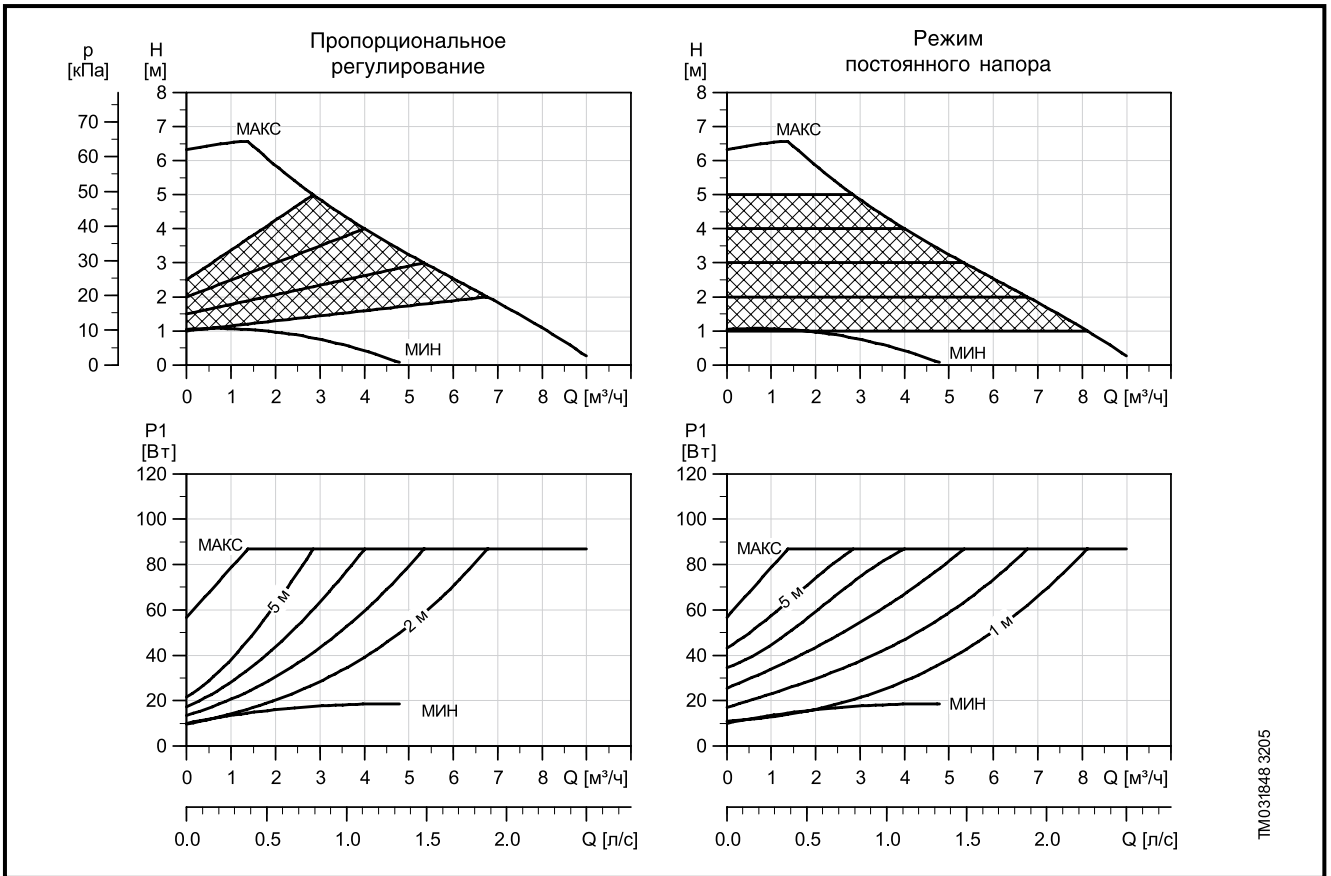 Пропорциональное
регулирование
p
[кПа]
H
[м]
8
7
6
5
4
3
2
1
0
70
60
50
40
30
20
10
0
МАКС
МИН
0 1 2 3 4 5 6 7 8 Q [м³/ч]
Режим
постоянного напора
H
[м]
8
7
6
5
4
3
2
1
0
МАКС
МИН
0 1 2 3 4 5 6 7 8 Q [м³/ч]
P1
[Вт]
120
100
80
60
40
20
0
МАКС
5 м
2 м
МИН
0 1 2 3 4 5 6 7 8 Q [м³/ч]
0.0 0.5 1.0 1.5 2.0 Q [л/с]
P1
[Вт]
120
100
80
60
40
20
0
МАКС
5 м
1 м
МИН
0 1 2 3 4 5 6 7 8 Q [м³/ч]
0.0 0.5 1.0 1.5 2.0 Q [л/с]
TM031848 3205